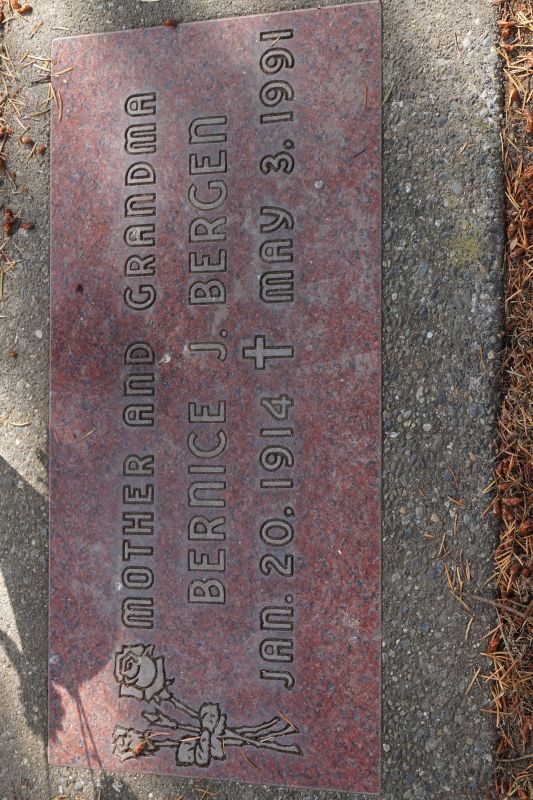 MOTHER AND GRANDMA
BERNICE J. BERGEN
JAN. 20, 1914 ✝ MAY 3, 1991